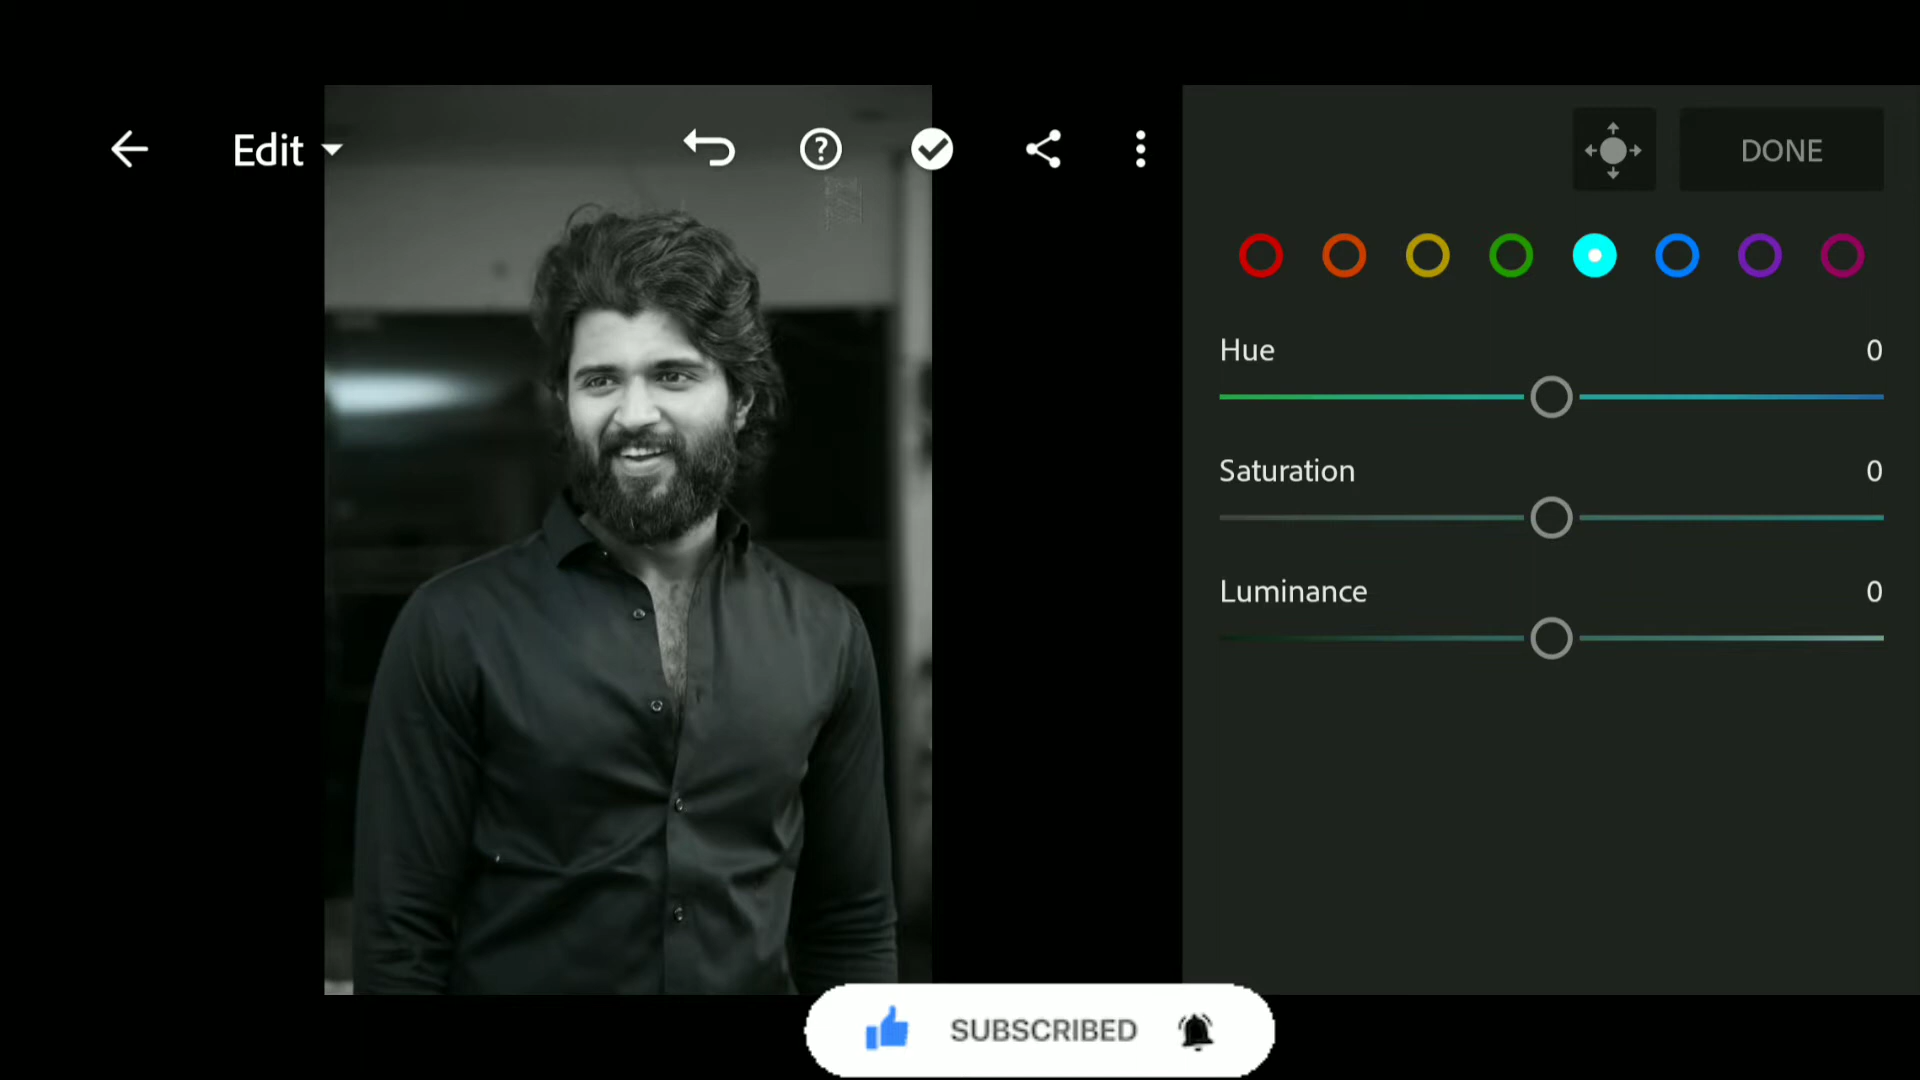 Edit
DONE
Hue 0
Saturation 0
Luminance 0
SUBSCRIBED